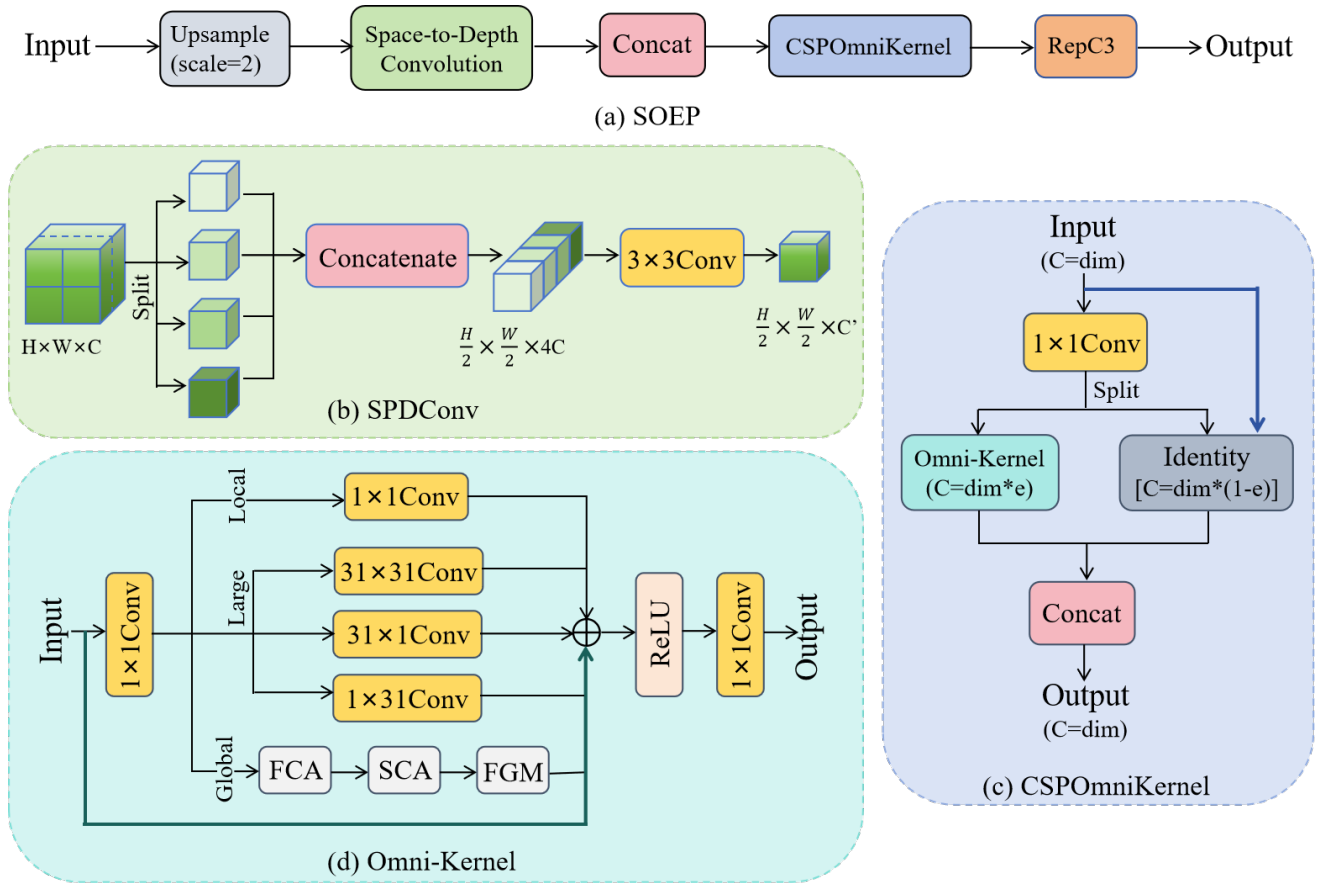 Input
Upsample
(scale=2)
Space-to-Depth
Convolution
Concat
CSPOmniKernel
RepC3
Output
(a) SOEP
H×W×C
Split
Concatenate
H/2 × W/2 ×4C
3×3Conv
H/2 × W/2 ×C’
(b) SPDConv
Input
(C=dim)
1×1Conv
Split
Omni-Kernel
(C=dim*e)
Identity
[C=dim*(1-e)]
Concat
Output
(C=dim)
(c) CSPOmniKernel
Input
1×1Conv
Local
1×1Conv
Large
31×31Conv
31×1Conv
1×31Conv
Global
FCA
SCA
FGM
ReLU
1×1Conv
Output
(d) Omni-Kernel